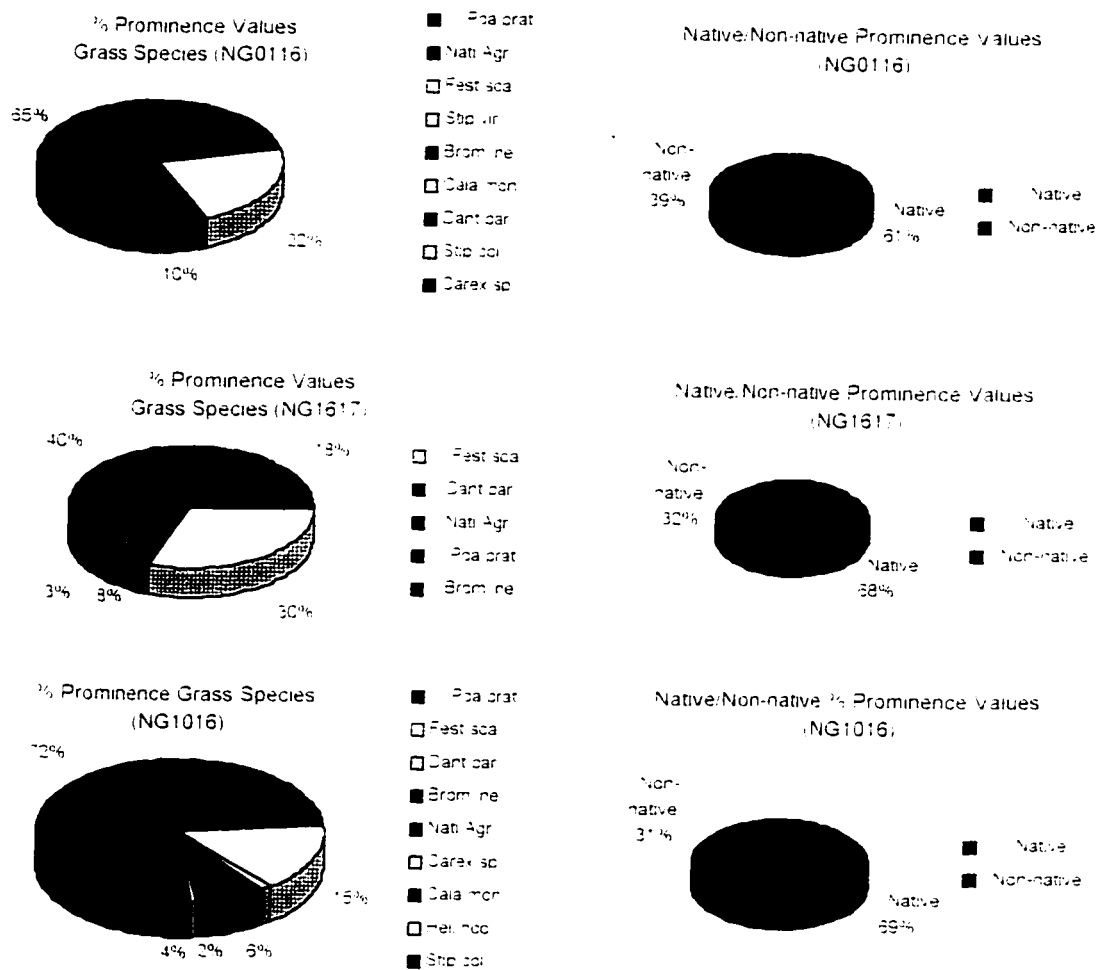 % Prominence Values
Grass Species (NG0116)
65%
10%
22%
Poa prat
Nati Agr
Fest sca
Stip vir
Brom ine
Cala mon
Dant par
Stip col
Carex sp
Native/Non-native Prominence Values
(NG0116)
Non-
native
39%
Native
61%
Native
Non-native
% Prominence Values
Grass Species (NG1617)
40%
18%
3%
8%
30%
Fest sca
Dant par
Nati Agr
Poa prat
Brom ine
Native/Non-native Prominence Values
(NG1617)
Non-
native
32%
Native
68%
Native
Non-native
% Prominence Grass Species
(NG1016)
72%
4%
2%
6%
15%
Poa prat
Fest sca
Dant par
Brom ine
Nati Agr
Carex sp
Cala mon
Stip col
Native/Non-native % Prominence Values
(NG1016)
Non-
native
31%
Native
69%
Native
Non-native